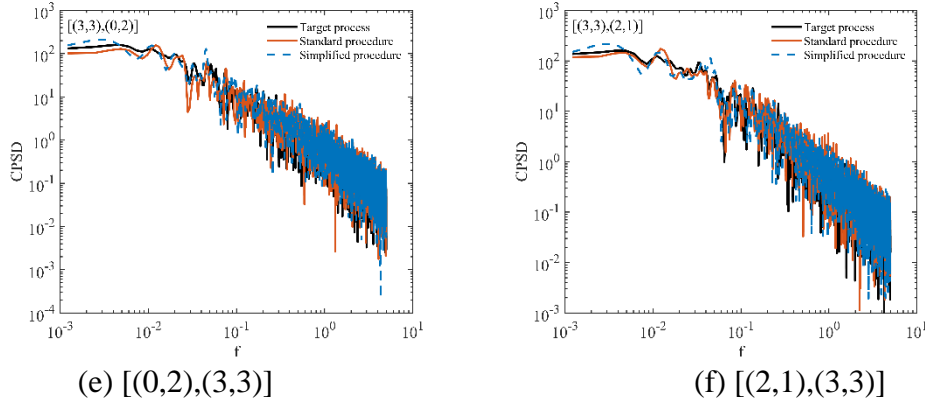 [(3,3),(0,2)]
Target process
Standard procedure
Simplified procedure
10^3
10^2
10^1
10^0
10^-1
10^-2
10^-3
10^-4
CPSD
10^-3
10^-2
10^-1
10^0
10^1
f
(e) [(0,2),(3,3)]
[(3,3),(2,1)]
Target process
Standard procedure
Simplified procedure
10^3
10^2
10^1
10^0
10^-1
10^-2
10^-3
CPSD
10^-3
10^-2
10^-1
10^0
10^1
f
(f) [(2,1),(3,3)]